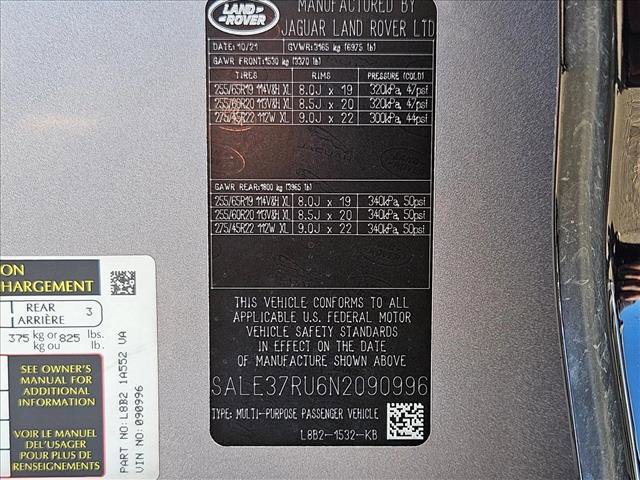 LAND ROVER
MANUFACTURED BY
JAGUAR LAND ROVER LTD
DATE: 10/21 GVWR: 3165 kg (6975 lb)
GAWR FRONT: 1530 kg (3370 lb)
TIRES RIMS PRESSURE (COLD)
255/65R19 114V&H XL 8.0J x 19 320kPa, 47psi
255/60R20 113V&H XL 8.5J x 20 320kPa, 47psi
275/45R22 112W XL 9.0J x 22 300kPa, 44psi
GAWR REAR: 1800 kg (3965 lb)
255/65R19 114V&H XL 8.0J x 19 340kPa, 50psi
255/60R20 113V&H XL 8.5J x 20 340kPa, 50psi
275/45R22 112W XL 9.0J x 22 340kPa, 50psi
THIS VEHICLE CONFORMS TO ALL
APPLICABLE U.S. FEDERAL MOTOR
VEHICLE SAFETY STANDARDS
IN EFFECT ON THE DATE OF
MANUFACTURE SHOWN ABOVE
SALE37RU6N2090996
TYPE: MULTI-PURPOSE PASSENGER VEHICLE
L8B2-1532-KB
ON
HARGEMENT
REAR 3
ARRIÈRE
375 kg or 825 lbs.
kg ou lb.
SEE OWNER'S
MANUAL FOR
ADDITIONAL
INFORMATION
VOIR LE MANUEL
DE L'USAGER
POUR PLUS DE
RENSEIGNEMENTS
PART NO: L8B2 1A552 VA
VIN NO: 090996